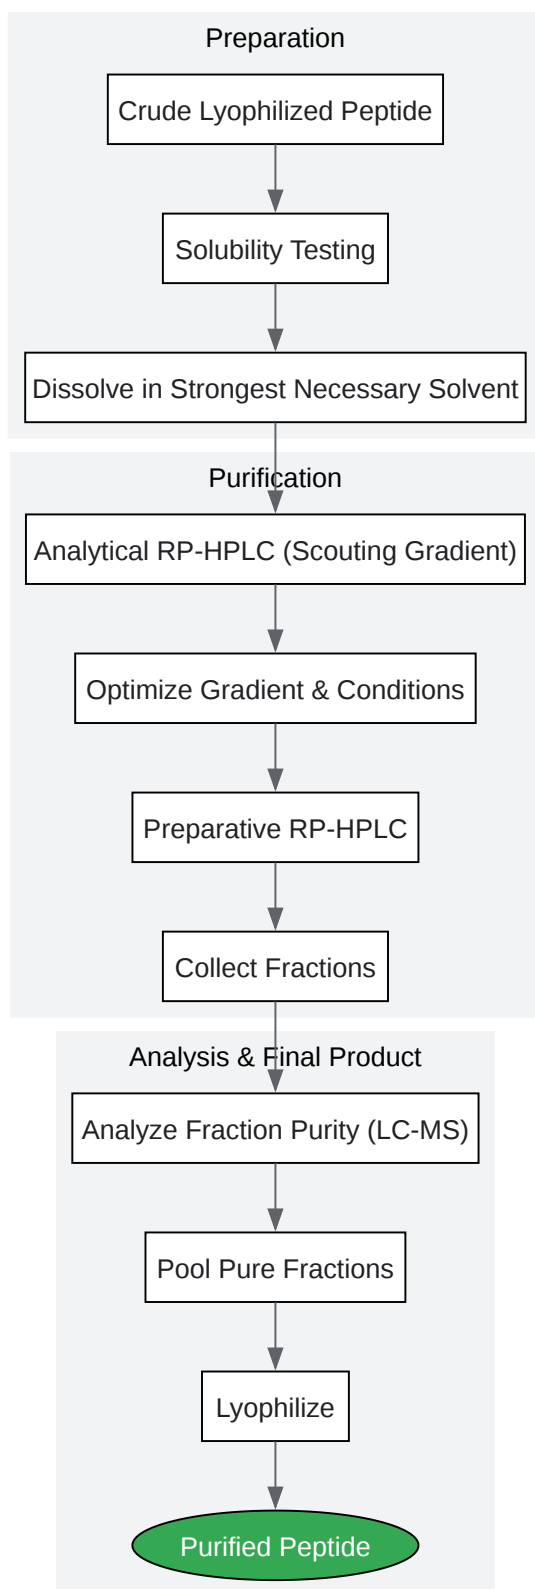 Preparation
Crude Lyophilized Peptide
Solubility Testing
Dissolve in Strongest Necessary Solvent
Purification
Analytical RP-HPLC (Scouting Gradient)
Optimize Gradient & Conditions
Preparative RP-HPLC
Collect Fractions
Analysis & Final Product
Analyze Fraction Purity (LC-MS)
Pool Pure Fractions
Lyophilize
Purified Peptide